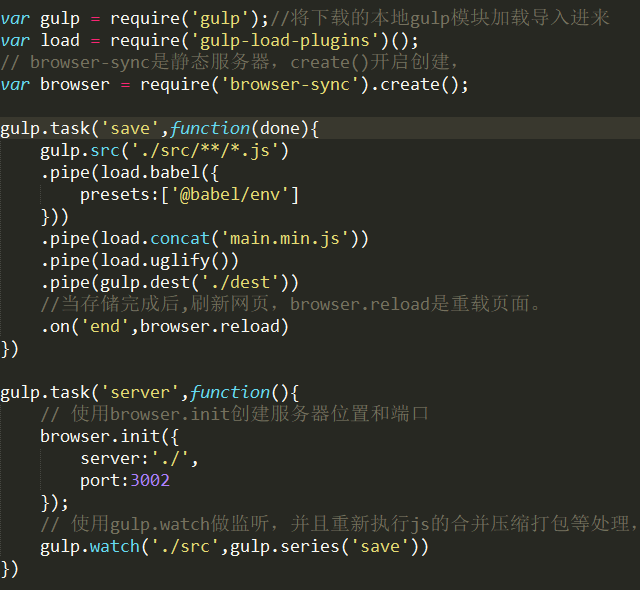 var gulp = require('gulp');//将下载的本地gulp模块加载导入进来
var load = require('gulp-load-plugins')();
// browser-sync是静态服务器，create()开启创建，
var browser = require('browser-sync').create();
gulp.task('save',function(done){
gulp.src('./src/**/*.js')
.pipe(load.babel({
presets:['@babel/env']
}))
.pipe(load.concat('main.min.js'))
.pipe(load.uglify())
.pipe(gulp.dest('./dest'))
//当存储完成后,刷新网页，browser.reload是重载页面。
.on('end',browser.reload)
})
gulp.task('server',function(){
// 使用browser.init创建服务器位置和端口
browser.init({
server:'./',
port:3002
});
// 使用gulp.watch做监听，并且重新执行js的合并压缩打包等处理，
gulp.watch('./src',gulp.series('save'))
})